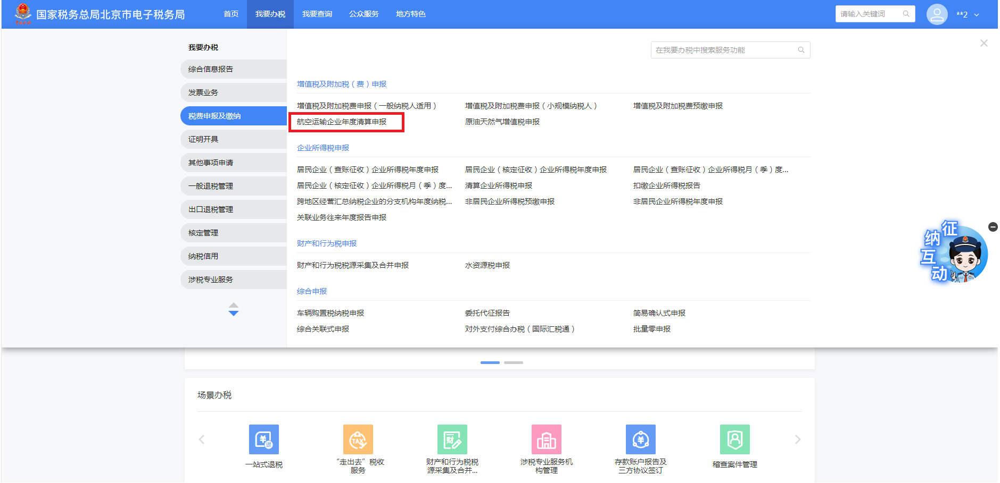 国家税务总局北京市电子税务局
首页 我要办税 我要查询 公众服务 地方特色
请输入关键词
**2
我要办税
在我要办税中搜索服务功能
综合信息报告
发票业务
税费申报及缴纳
证明开具
其他事项申请
一般退税管理
出口退税管理
核定管理
纳税信用
涉税专业服务
增值税及附加税（费）申报
增值税及附加税费申报（一般纳税人适用） 增值税及附加税费申报（小规模纳税人） 增值税及附加税费预缴申报
航空运输企业年度清算申报 原油天然气增值税申报
企业所得税申报
居民企业（查账征收）企业所得税年度申报 居民企业（核定征收）企业所得税年度申报 居民企业（查账征收）企业所得税月（季）度...
居民企业（核定征收）企业所得税月（季）度... 清算企业所得税申报 扣缴企业所得税报告
跨地区经营汇总纳税企业的分支机构年度纳税... 非居民企业所得税预缴申报 非居民企业所得税年度申报
关联业务往来年度报告申报
财产和行为税申报
财产和行为税税源采集及合并申报 水资源税申报
综合申报
车辆购置税纳税申报 委托代征报告 简易确认式申报
综合关联式申报 对外支付综合办税（国际汇税通） 批量零申报
征纳互动
场景办税
退
TAX
财
一站式退税
“走出去”税收
服务
财产和行为税税
源采集及合并...
涉税专业服务机
构管理
存款账户报告及
三方协议签订
稽查案件管理